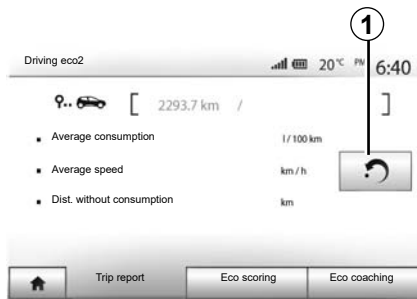 1
Driving eco2 20°C PM 6:40
[ 2293.7 km / ]
Average consumption l/100 km
Average speed km/h
Dist. without consumption km
Trip report Eco scoring Eco coaching